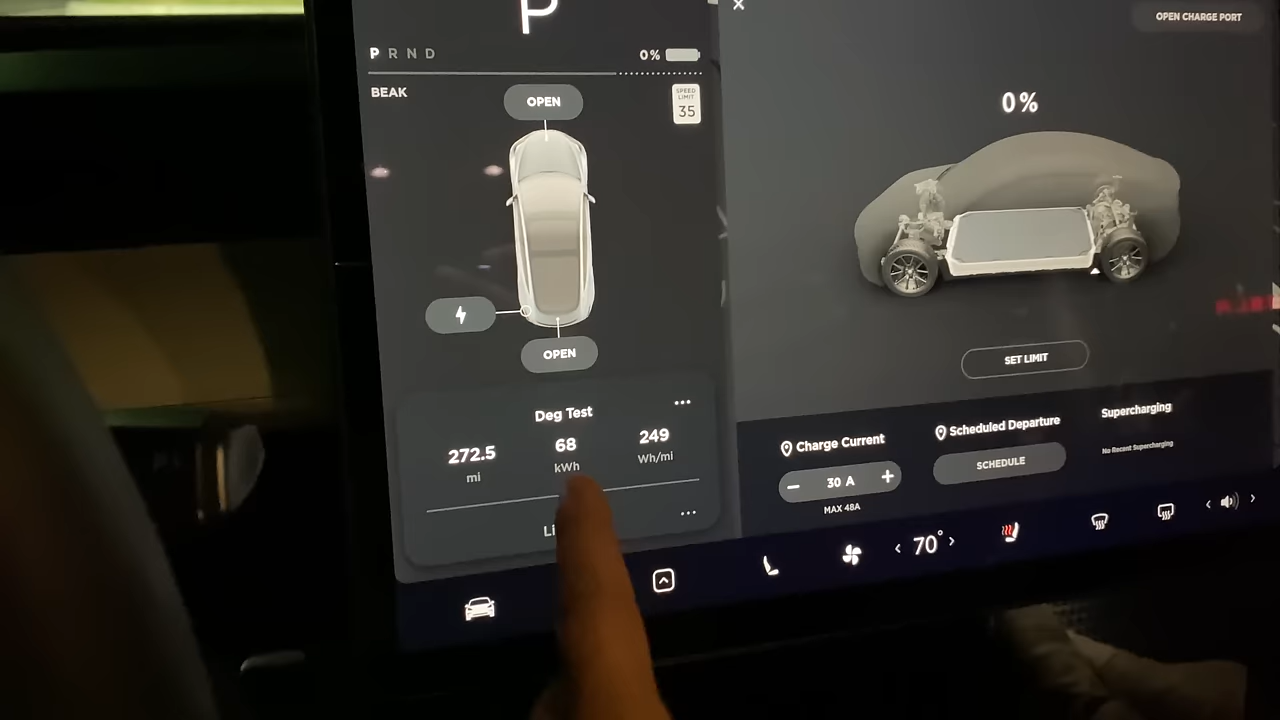 P
P R N D
0%
BEAK
OPEN
SPEED
LIMIT
35
OPEN
Deg Test
272.5
mi
68
kWh
249
Wh/mi
OPEN CHARGE PORT
0%
SET LIMIT
Charge Current
30 A
MAX 48A
Scheduled Departure
SCHEDULE
Supercharging
No Recent Supercharging
70°